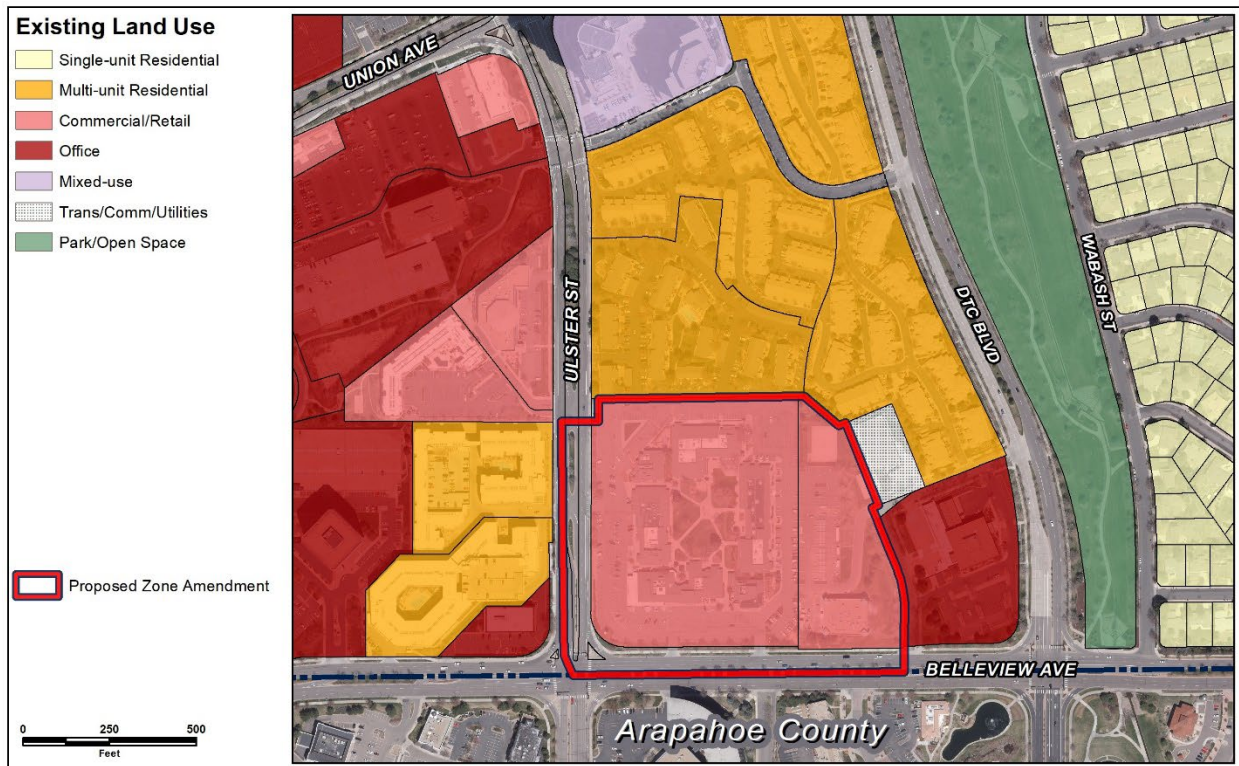 Existing Land Use
Single-unit Residential
Multi-unit Residential
Commercial/Retail
Office
Mixed-use
Trans/Comm/Utilities
Park/Open Space
Proposed Zone Amendment
0 250 500
Feet
UNION AVE
ULSTER ST
DTC BLVD
WABASH ST
BELLEVIEW AVE
Arapahoe County